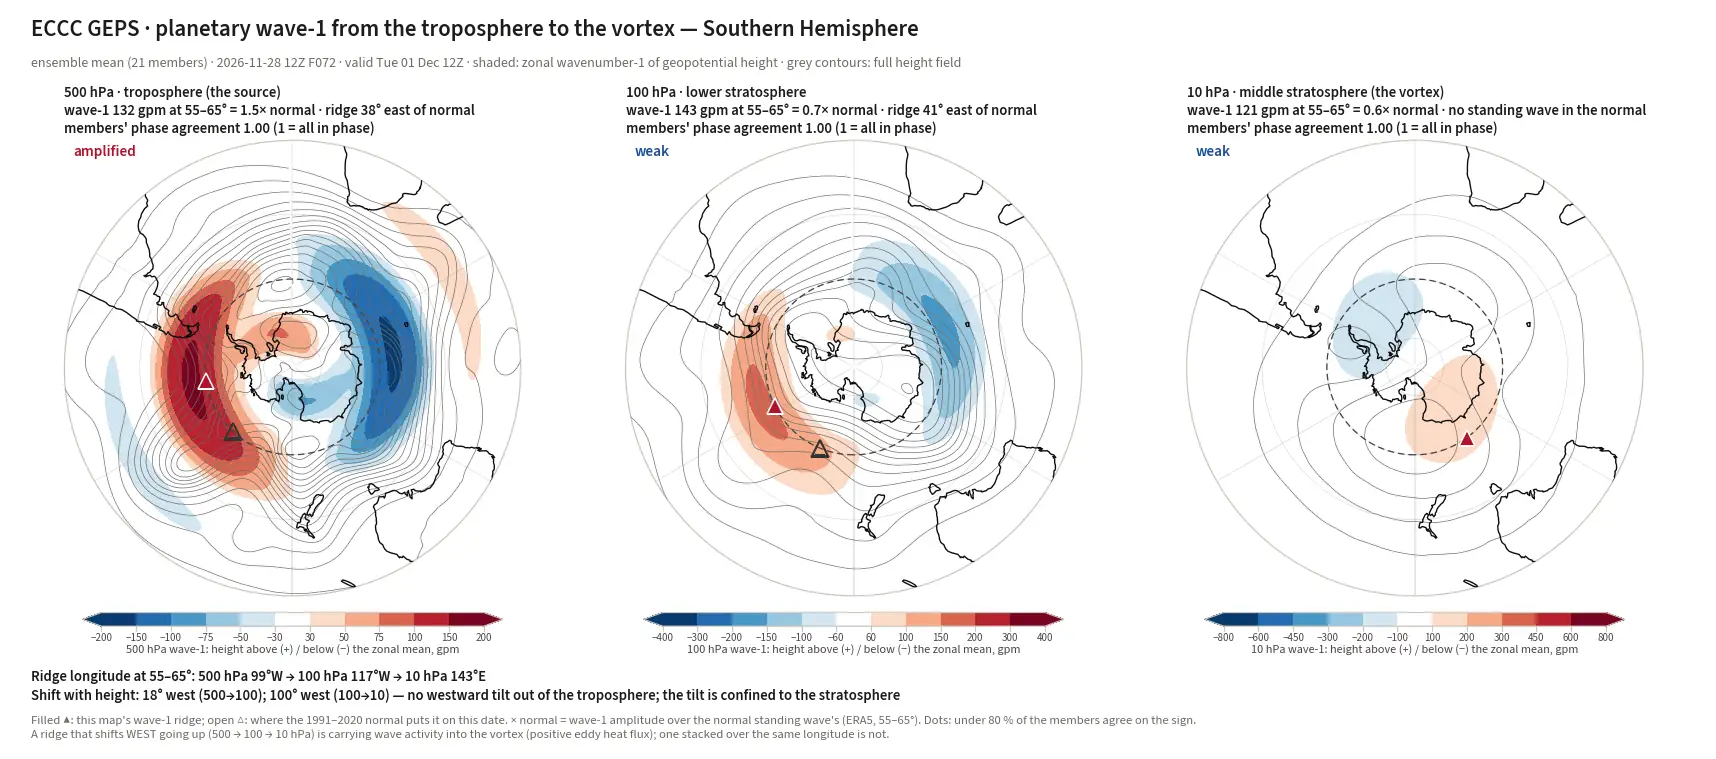 ECCC GEPS · planetary wave-1 from the troposphere to the vortex — Southern Hemisphere
ensemble mean (21 members) · 2026-11-28 12Z F072 · valid Tue 01 Dec 12Z · shaded: zonal wavenumber-1 of geopotential height · grey contours: full height field
500 hPa · troposphere (the source)
wave-1 132 gpm at 55–65° = 1.5× normal · ridge 38° east of normal
members' phase agreement 1.00 (1 = all in phase)
amplified
100 hPa · lower stratosphere
wave-1 143 gpm at 55–65° = 0.7× normal · ridge 41° east of normal
members' phase agreement 1.00 (1 = all in phase)
weak
10 hPa · middle stratosphere (the vortex)
wave-1 121 gpm at 55–65° = 0.6× normal · no standing wave in the normal
members' phase agreement 1.00 (1 = all in phase)
weak
−200 −150 −100 −75 −50 −30 30 50 75 100 150 200
500 hPa wave-1: height above (+) / below (−) the zonal mean, gpm
−400 −300 −200 −150 −100 −60 60 100 150 200 300 400
100 hPa wave-1: height above (+) / below (−) the zonal mean, gpm
−800 −600 −450 −300 −200 −100 100 200 300 450 600 800
10 hPa wave-1: height above (+) / below (−) the zonal mean, gpm
Ridge longitude at 55–65°: 500 hPa 99°W → 100 hPa 117°W → 10 hPa 143°E
Shift with height: 18° west (500→100); 100° west (100→10) — no westward tilt out of the troposphere; the tilt is confined to the stratosphere
Filled ▲: this map's wave-1 ridge; open △: where the 1991–2020 normal puts it on this date. × normal = wave-1 amplitude over the normal standing wave's (ERA5, 55–65°). Dots: under 80 % of the members agree on the sign.
A ridge that shifts WEST going up (500 → 100 → 10 hPa) is carrying wave activity into the vortex (positive eddy heat flux); one stacked over the same longitude is not.